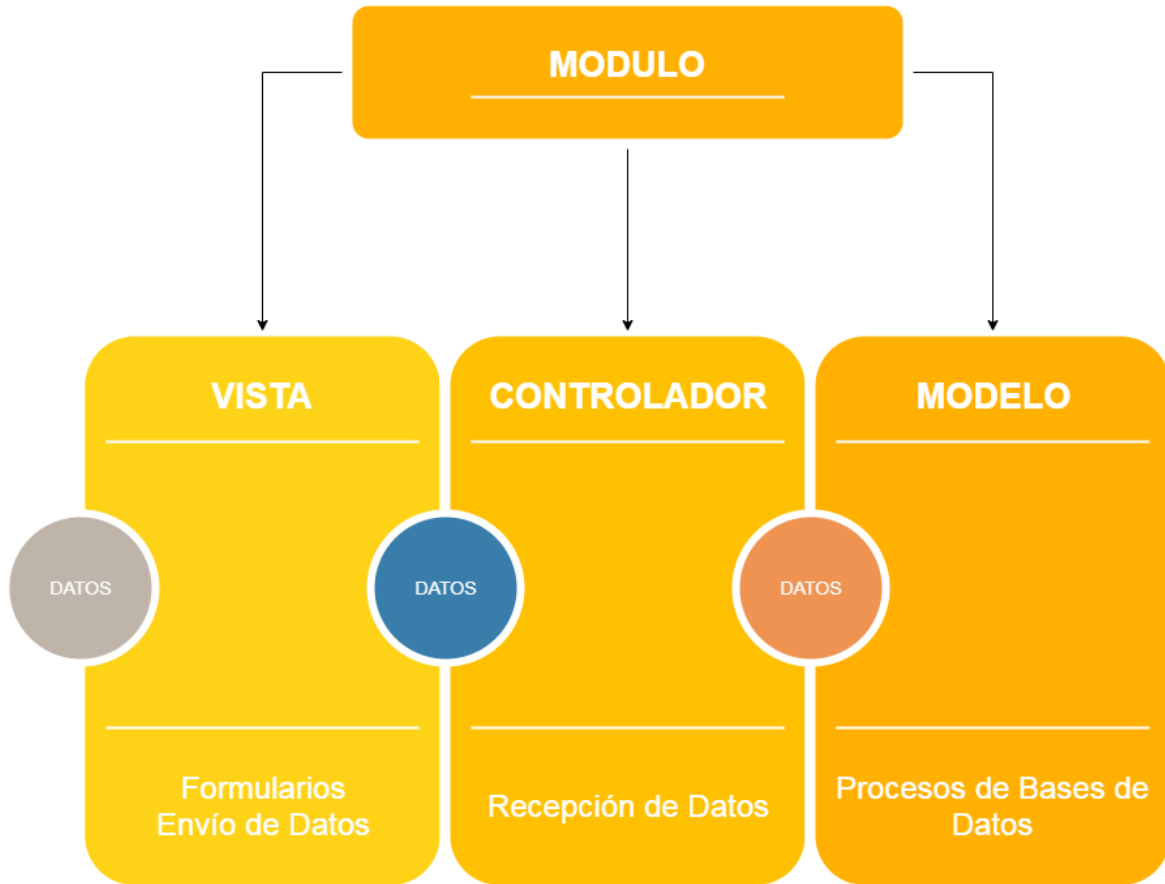 MODULO
VISTA
CONTROLADOR
MODELO
DATOS
DATOS
DATOS
Formularios
Envío de Datos
Recepción de Datos
Procesos de Bases de
Datos